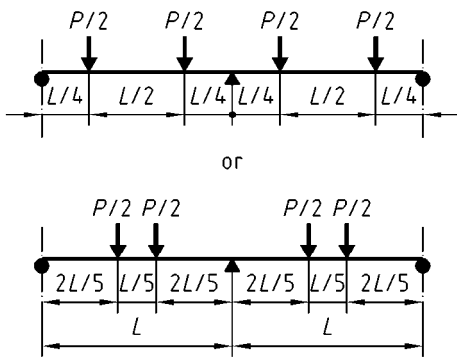 P/2 P/2 P/2 P/2
L/4 L/2 L/4 L/4 L/2 L/4
or
P/2 P/2 P/2 P/2
2L/5 L/5 2L/5 2L/5 L/5 2L/5
L L